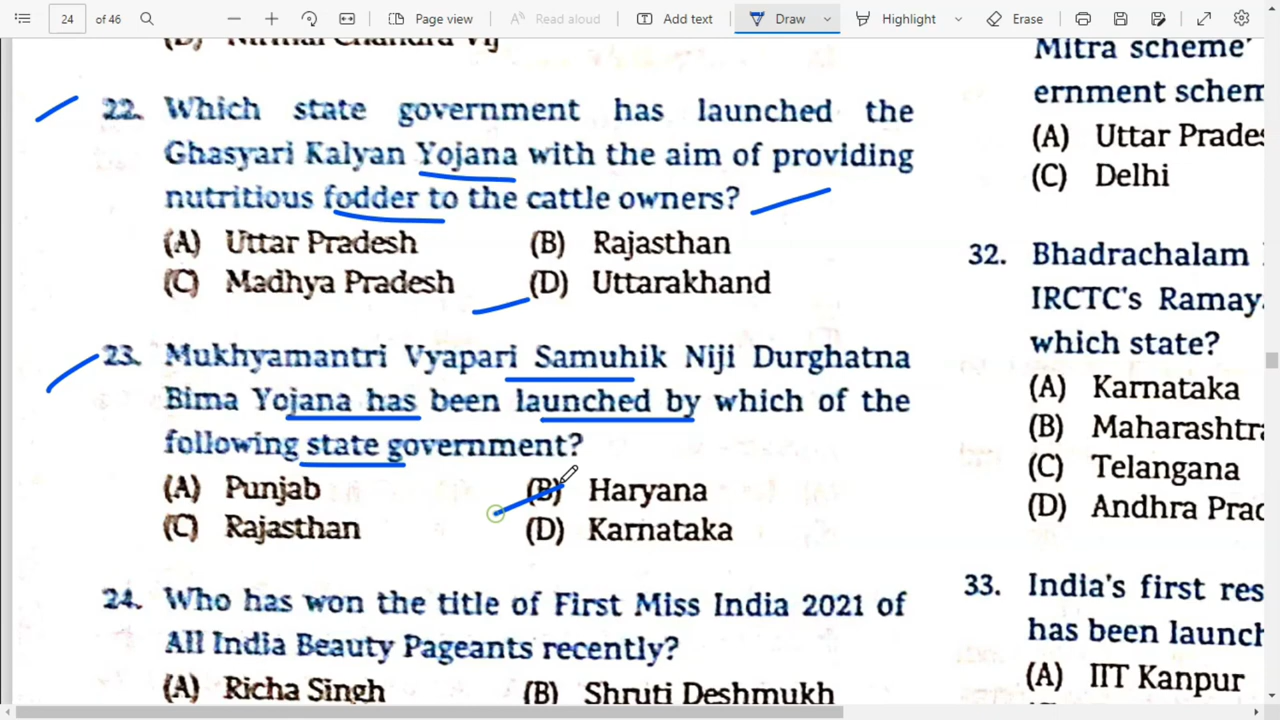 24 of 46 Page view Read aloud Add text Draw Highlight Erase
(D) Nirmal Chandra Vij
22. Which state government has launched the
Ghasyari Kalyan Yojana with the aim of providing
nutritious fodder to the cattle owners?
(A) Uttar Pradesh (B) Rajasthan
(C) Madhya Pradesh (D) Uttarakhand
23. Mukhyamantri Vyapari Samuhik Niji Durghatna
Bima Yojana has been launched by which of the
following state government?
(A) Punjab (B) Haryana
(C) Rajasthan (D) Karnataka
24. Who has won the title of First Miss India 2021 of
All India Beauty Pageants recently?
(A) Richa Singh (B) Shruti Deshmukh
Mitra scheme'
ernment schem
(A) Uttar Prades
(C) Delhi
32. Bhadrachalam
IRCTC's Ramay
which state?
(A) Karnataka
(B) Maharashtra
(C) Telangana
(D) Andhra Prad
33. India's first res
has been launch
(A) IIT Kanpur